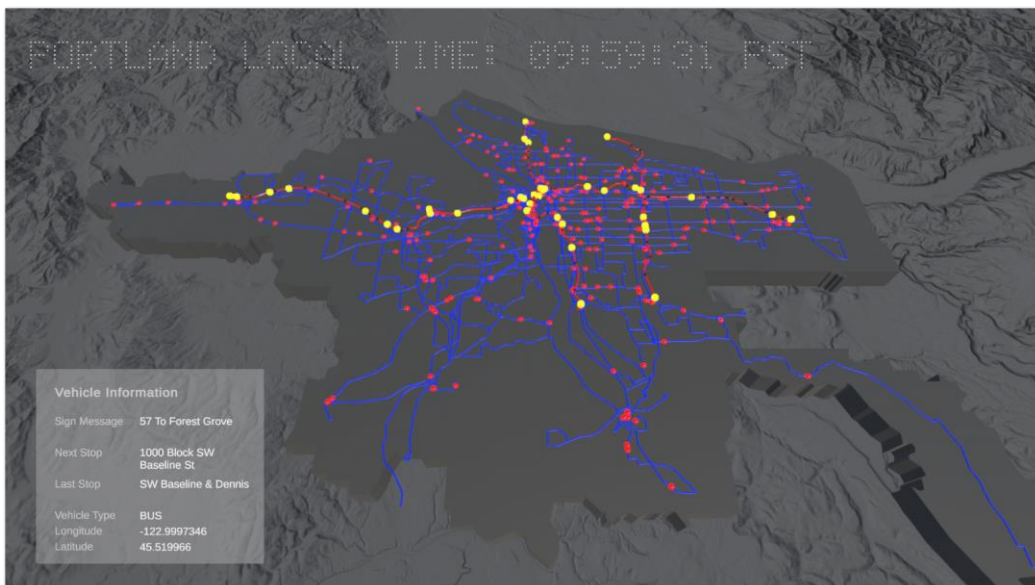 PORTLAND LOCAL TIME: 09:59:31 PST
Vehicle Information
Sign Message 57 To Forest Grove
Next Stop 1000 Block SW
Baseline St
Last Stop SW Baseline & Dennis
Vehicle Type BUS
Longitude -122.9997346
Latitude 45.519966